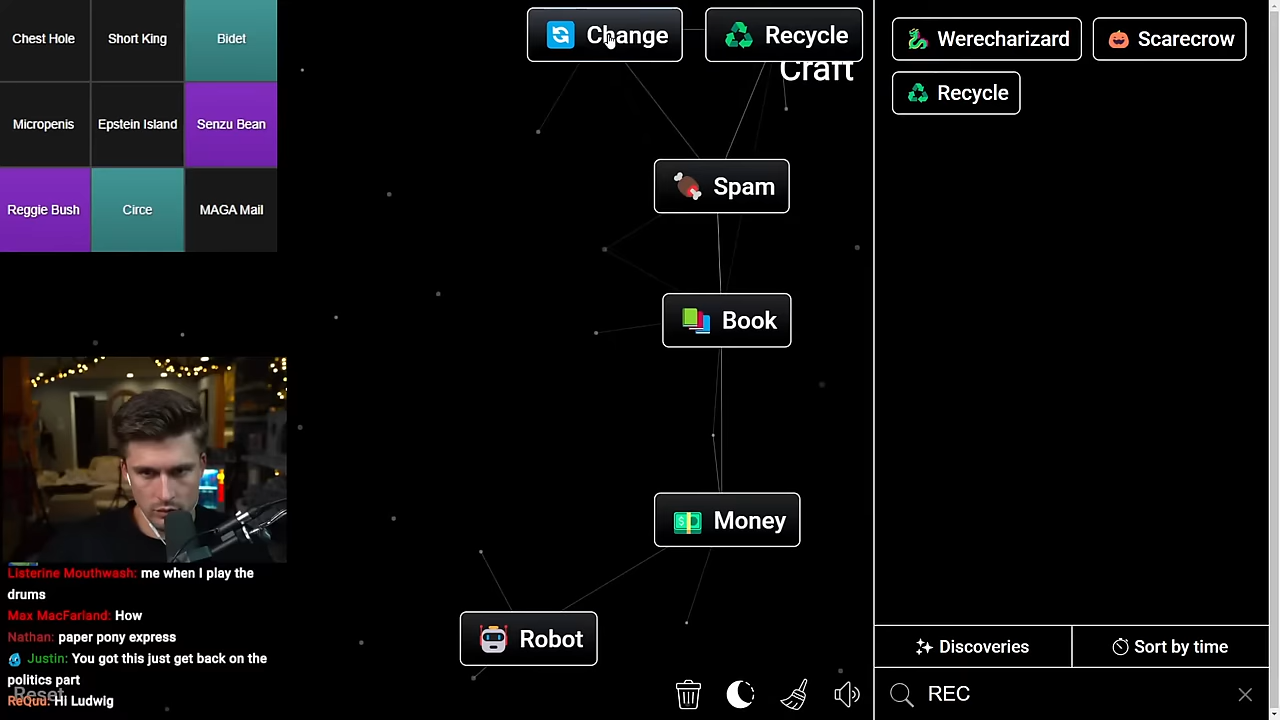 Chest Hole
Short King
Bidet
Micropenis
Epstein Island
Senzu Bean
Reggie Bush
Circe
MAGA Mail
Change
Recycle
Craft
Spam
Book
Money
Robot
Werecharizard
Scarecrow
Recycle
Listerine Mouthwash: me when I play the
drums
Max MacFarland: How
Nathan: paper pony express
Justin: You got this just get back on the
politics part
Reset
ReQuu: Hi Ludwig
Discoveries
Sort by time
REC